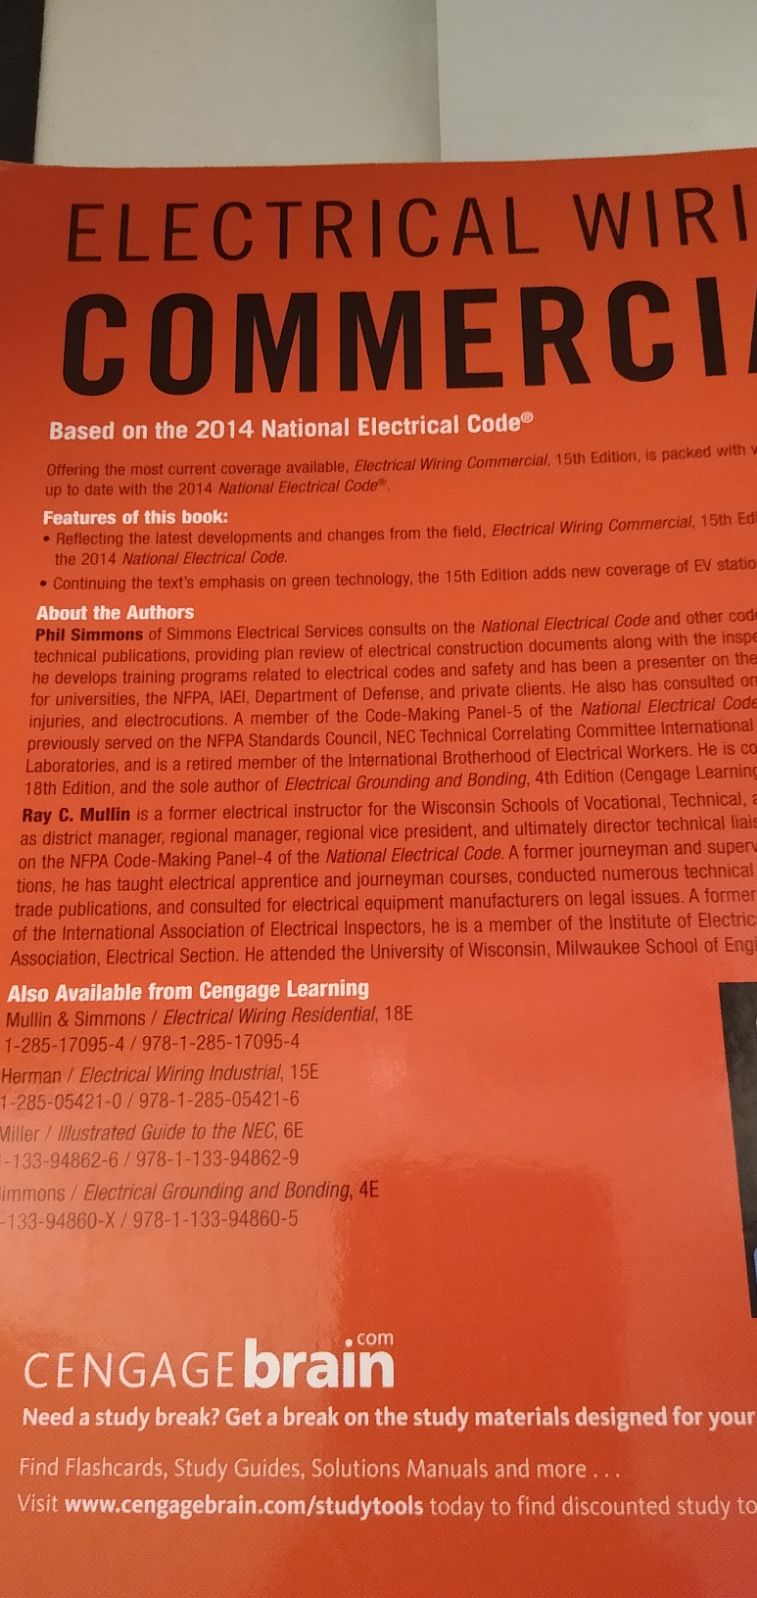 ELECTRICAL WIRI
COMMERCIA
Based on the 2014 National Electrical Code®
Offering the most current coverage available, Electrical Wiring Commercial, 15th Edition, is packed with v
up to date with the 2014 National Electrical Code®.
Features of this book:
• Reflecting the latest developments and changes from the field, Electrical Wiring Commercial, 15th Edi
the 2014 National Electrical Code.
• Continuing the text's emphasis on green technology, the 15th Edition adds new coverage of EV statio
About the Authors
Phil Simmons of Simmons Electrical Services consults on the National Electrical Code and other code
technical publications, providing plan review of electrical construction documents along with the inspe
he develops training programs related to electrical codes and safety and has been a presenter on the
for universities, the NFPA, IAEI, Department of Defense, and private clients. He also has consulted on
injuries, and electrocutions. A member of the Code-Making Panel-5 of the National Electrical Code
previously served on the NFPA Standards Council, NEC Technical Correlating Committee International
Laboratories, and is a retired member of the International Brotherhood of Electrical Workers. He is co
18th Edition, and the sole author of Electrical Grounding and Bonding, 4th Edition (Cengage Learning
Ray C. Mullin is a former electrical instructor for the Wisconsin Schools of Vocational, Technical, a
as district manager, regional manager, regional vice president, and ultimately director technical liais
on the NFPA Code-Making Panel-4 of the National Electrical Code. A former journeyman and superv
tions, he has taught electrical apprentice and journeyman courses, conducted numerous technical
trade publications, and consulted for electrical equipment manufacturers on legal issues. A former
of the International Association of Electrical Inspectors, he is a member of the Institute of Electric
Association, Electrical Section. He attended the University of Wisconsin, Milwaukee School of Engi
Also Available from Cengage Learning
Mullin & Simmons / Electrical Wiring Residential, 18E
1-285-17095-4 / 978-1-285-17095-4
Herman / Electrical Wiring Industrial, 15E
1-285-05421-0 / 978-1-285-05421-6
Miller / Illustrated Guide to the NEC, 6E
-133-94862-6 / 978-1-133-94862-9
immons / Electrical Grounding and Bonding, 4E
-133-94860-X / 978-1-133-94860-5
CENGAGEbrain.com
Need a study break? Get a break on the study materials designed for your
Find Flashcards, Study Guides, Solutions Manuals and more . . .
Visit www.cengagebrain.com/studytools today to find discounted study to